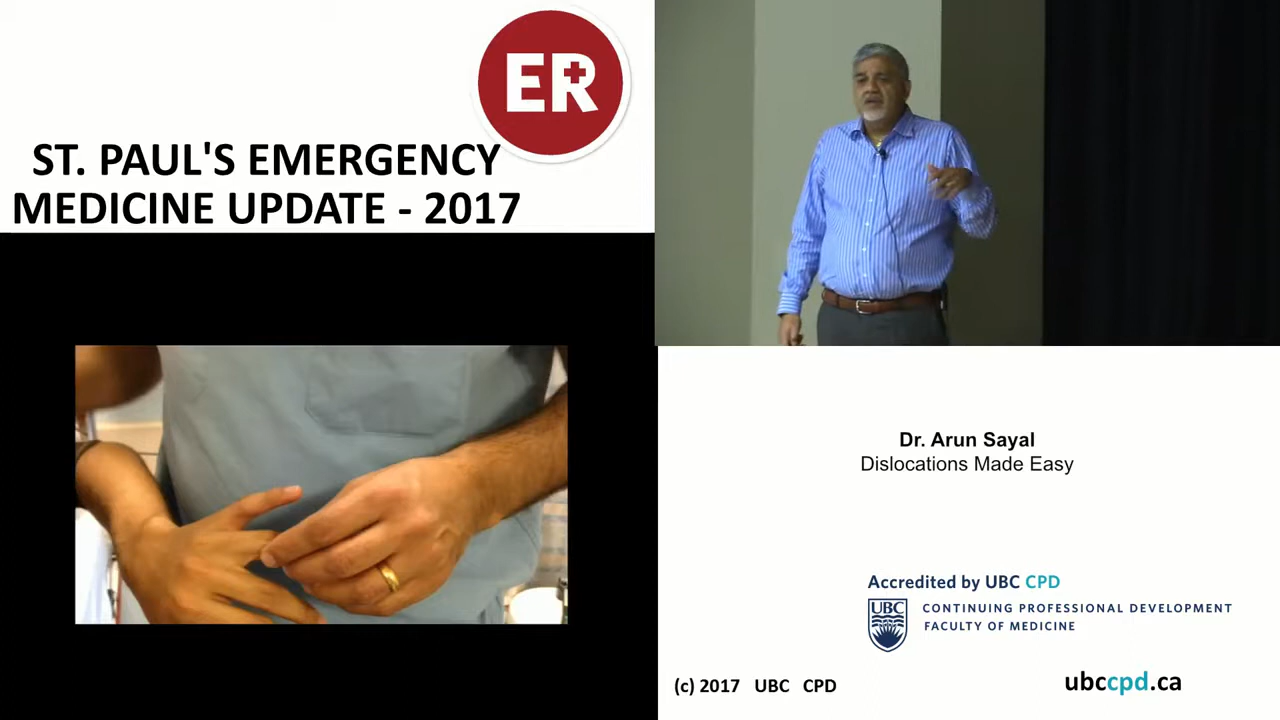 ER
ST. PAUL'S EMERGENCY
MEDICINE UPDATE - 2017
Dr. Arun Sayal
Dislocations Made Easy
Accredited by UBC CPD
UBC
CONTINUING PROFESSIONAL DEVELOPMENT
FACULTY OF MEDICINE
(c) 2017 UBC CPD
ubccpd.ca